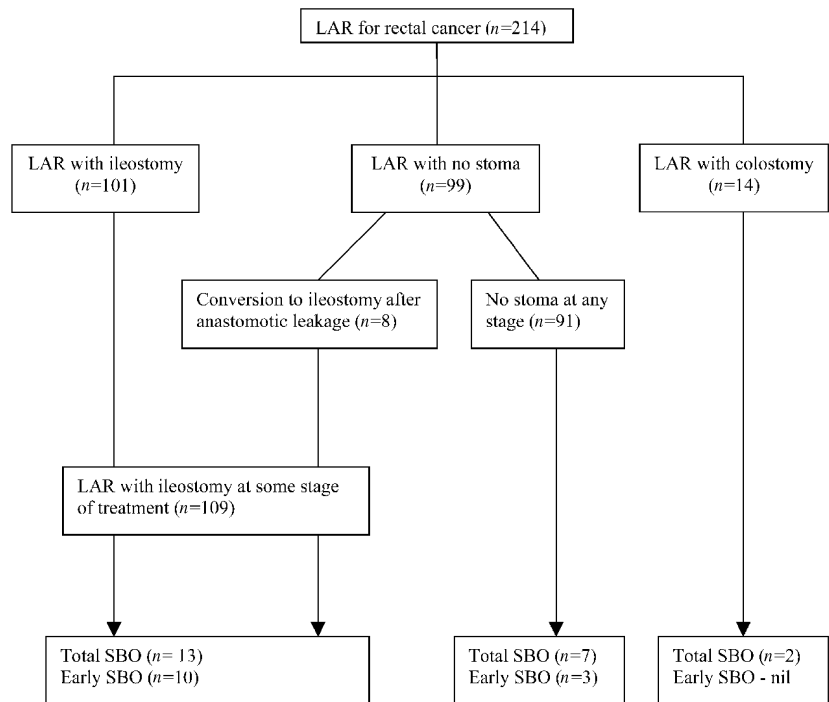 LAR for rectal cancer (n=214)
LAR with ileostomy
(n=101)
LAR with no stoma
(n=99)
LAR with colostomy
(n=14)
Conversion to ileostomy after
anastomotic leakage (n=8)
No stoma at any
stage (n=91)
LAR with ileostomy at some stage
of treatment (n=109)
Total SBO (n= 13)
Early SBO (n=10)
Total SBO (n=7)
Early SBO (n=3)
Total SBO (n=2)
Early SBO - nil